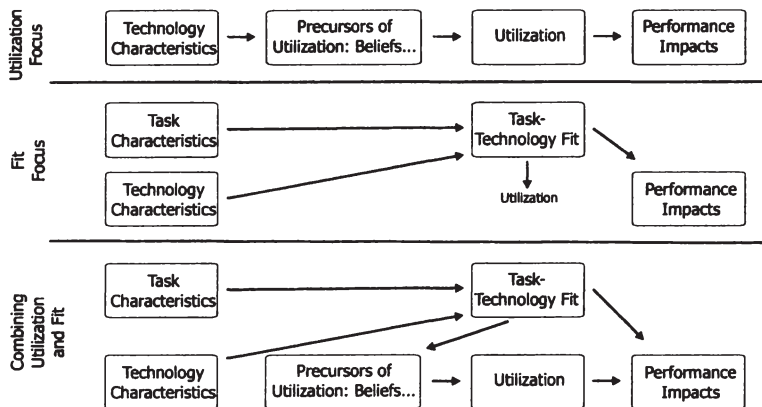 Utilization
Focus
Technology
Characteristics
Precursors of
Utilization: Beliefs...
Utilization
Performance
Impacts
Fit
Focus
Task
Characteristics
Task-
Technology Fit
Technology
Characteristics
Utilization
Performance
Impacts
Combining
Utilization
and Fit
Task
Characteristics
Task-
Technology Fit
Technology
Characteristics
Precursors of
Utilization: Beliefs...
Utilization
Performance
Impacts